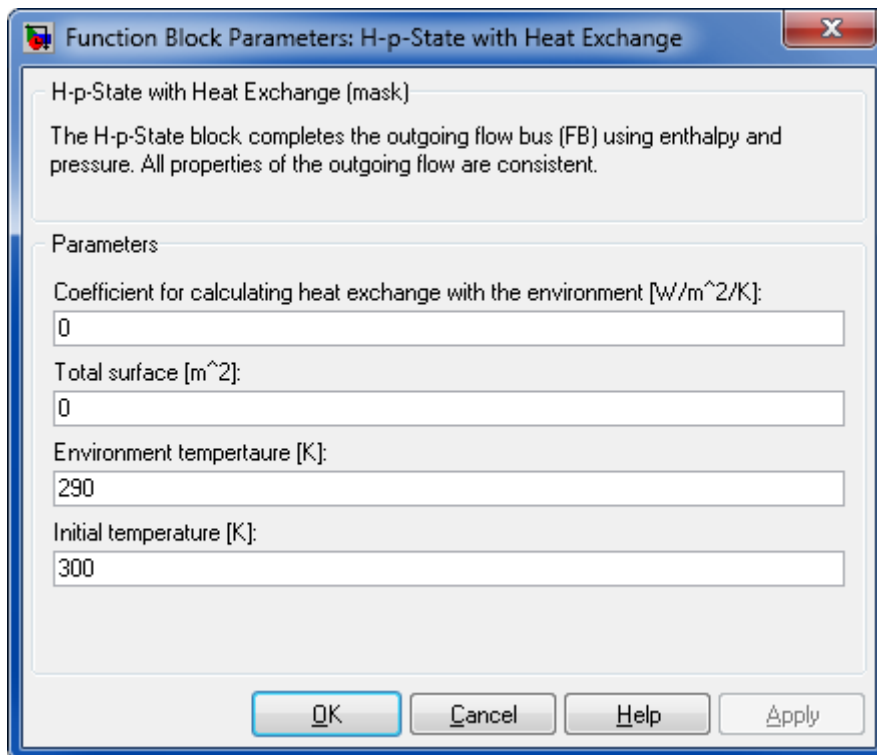 Function Block Parameters: H-p-State with Heat Exchange
H-p-State with Heat Exchange (mask)
The H-p-State block completes the outgoing flow bus (FB) using enthalpy and
pressure. All properties of the outgoing flow are consistent.
Parameters
Coefficient for calculating heat exchange with the environment [W/m^2/K]:
0
Total surface [m^2]:
0
Environment tempertaure [K]:
290
Initial temperature [K]:
300
OK Cancel Help Apply